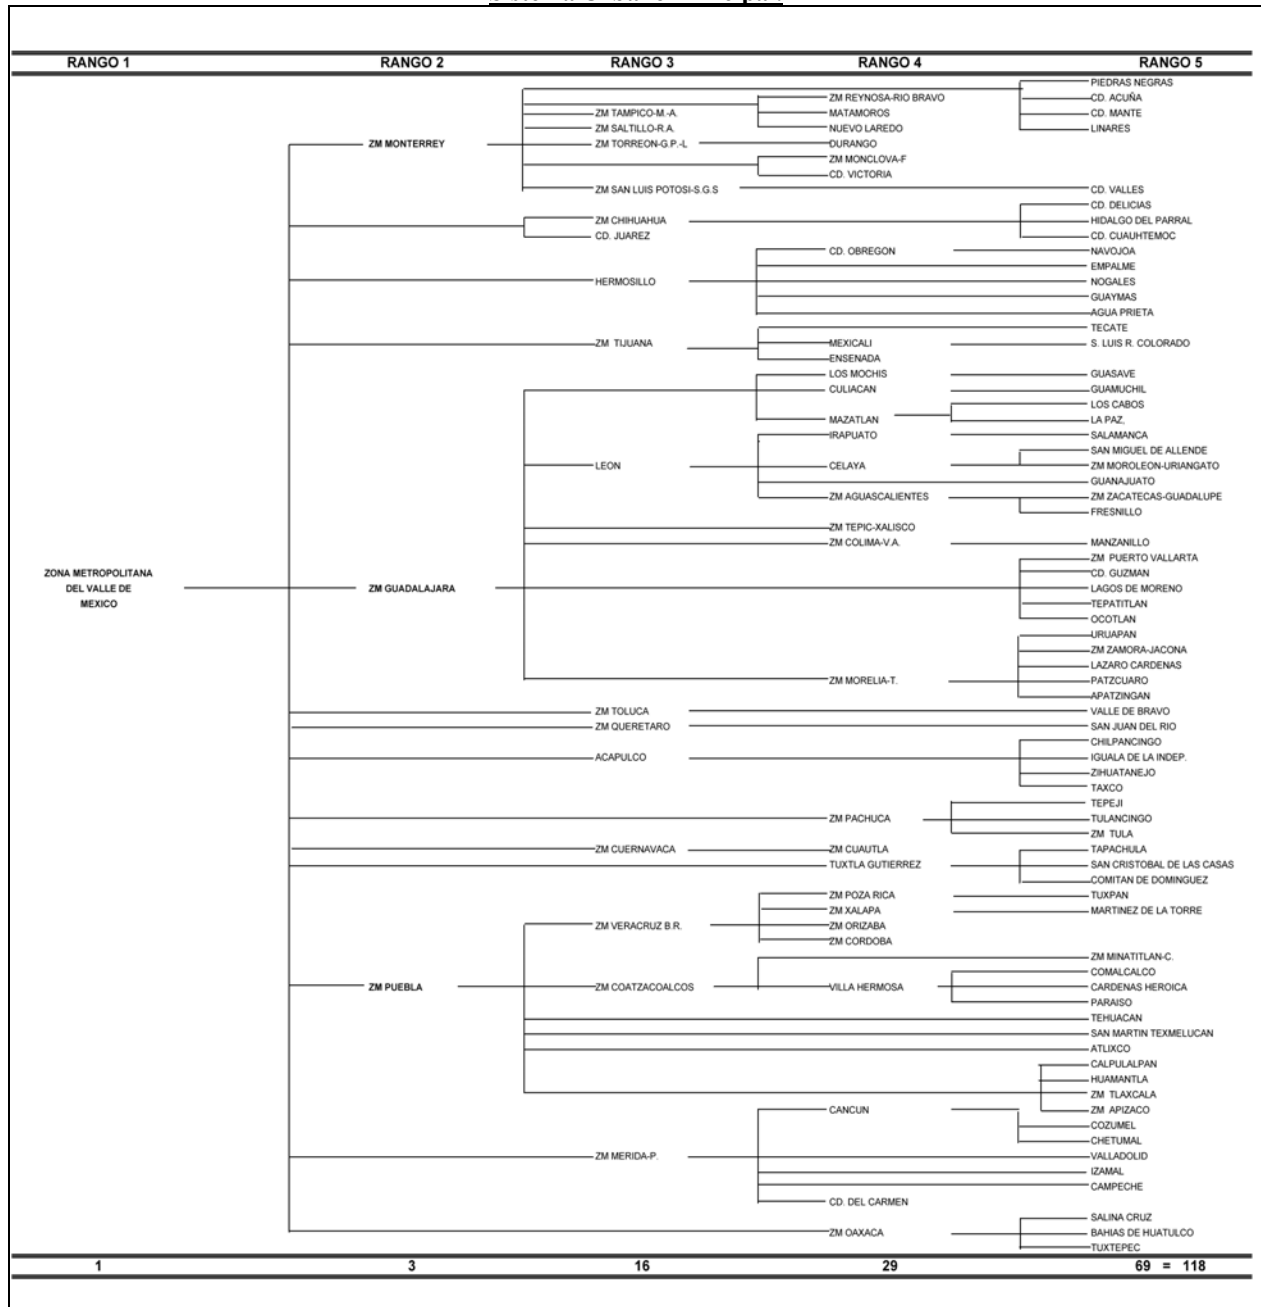 RANGO 1 RANGO 2 RANGO 3 RANGO 4 RANGO 5
PIEDRAS NEGRAS
ZM REYNOSA-RIO BRAVO CD. ACUÑA
ZM TAMPICO-M.-A. MATAMOROS CD. MANTE
ZM SALTILLO-R.A. NUEVO LAREDO LINARES
ZM MONTERREY ZM TORREON-G.P.-L DURANGO
ZM MONCLOVA-F
CD. VICTORIA
ZM SAN LUIS POTOSI-S.G.S CD. VALLES
CD. DELICIAS
ZM CHIHUAHUA HIDALGO DEL PARRAL
CD. JUAREZ CD. CUAUHTEMOC
CD. OBREGON NAVOJOA
EMPALME
HERMOSILLO NOGALES
GUAYMAS
AGUA PRIETA
TECATE
ZM TIJUANA MEXICALI S. LUIS R. COLORADO
ENSENADA
LOS MOCHIS GUASAVE
CULIACAN GUAMUCHIL
LOS CABOS
MAZATLAN LA PAZ,
IRAPUATO SALAMANCA
SAN MIGUEL DE ALLENDE
LEON CELAYA ZM MOROLEON-URIANGATO
GUANAJUATO
ZM AGUASCALIENTES ZM ZACATECAS-GUADALUPE
FRESNILLO
ZM TEPIC-XALISCO
ZM COLIMA-V.A. MANZANILLO
ZM PUERTO VALLARTA
ZONA METROPOLITANA CD. GUZMAN
DEL VALLE DE ZM GUADALAJARA LAGOS DE MORENO
MEXICO TEPATITLAN
OCOTLAN
URUAPAN
ZM ZAMORA-JACONA
LAZARO CARDENAS
ZM MORELIA-T. PATZCUARO
APATZINGAN
ZM TOLUCA VALLE DE BRAVO
ZM QUERETARO SAN JUAN DEL RIO
CHILPANCINGO
ACAPULCO IGUALA DE LA INDEP.
ZIHUATANEJO
TAXCO
TEPEJI
ZM PACHUCA TULANCINGO
ZM TULA
ZM CUERNAVACA ZM CUAUTLA TAPACHULA
TUXTLA GUTIERREZ SAN CRISTOBAL DE LAS CASAS
COMITAN DE DOMINGUEZ
ZM POZA RICA TUXPAN
ZM XALAPA MARTINEZ DE LA TORRE
ZM VERACRUZ B.R. ZM ORIZABA
ZM CORDOBA
ZM MINATITLAN-C.
COMALCALCO
ZM PUEBLA ZM COATZACOALCOS VILLA HERMOSA CARDENAS HEROICA
PARAISO
TEHUACAN
SAN MARTIN TEXMELUCAN
ATLIXCO
CALPULALPAN
HUAMANTLA
ZM TLAXCALA
CANCUN ZM APIZACO
COZUMEL
CHETUMAL
ZM MERIDA-P. VALLADOLID
IZAMAL
CAMPECHE
CD. DEL CARMEN
SALINA CRUZ
ZM OAXACA BAHIAS DE HUATULCO
TUXTEPEC
1 3 16 29 69 = 118